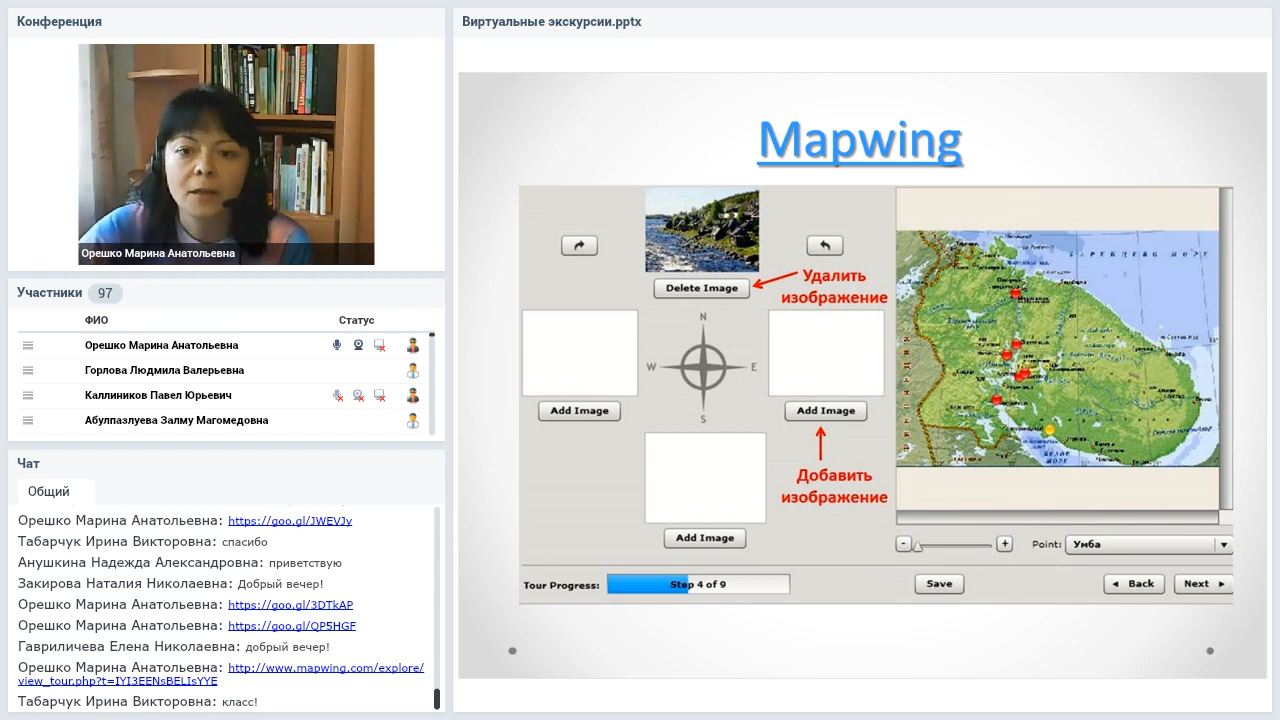 Конференция
Орешко Марина Анатольевна
Участники 97
ФИО Статус
Орешко Марина Анатольевна
Горлова Людмила Валерьевна
Каллиников Павел Юрьевич
Абулпазлуева Залму Магомедовна
Чат
Общий
Орешко Марина Анатольевна: https://goo.gl/JWEVJy
Табарчук Ирина Викторовна: спасибо
Анушкина Надежда Александровна: приветствую
Закирова Наталия Николаевна: Добрый вечер!
Орешко Марина Анатольевна: https://goo.gl/3DTkAP
Орешко Марина Анатольевна: https://goo.gl/QP5HGF
Гавриличева Елена Николаевна: добрый вечер!
Орешко Марина Анатольевна: http://www.mapwing.com/explore/
view_tour.php?t=IYI3EENsBELIsYYE
Табарчук Ирина Викторовна: класс!
Виртуальные экскурсии.pptx
Mapwing
Delete Image
Удалить
изображение
N
W E
S
Add Image
Add Image
Добавить
изображение
Add Image
БАРЕНЦЕВО МОРЕ
БЕЛОЕ
МОРЕ
- + Point: Умба
Tour Progress: Step 4 of 9 Save Back Next